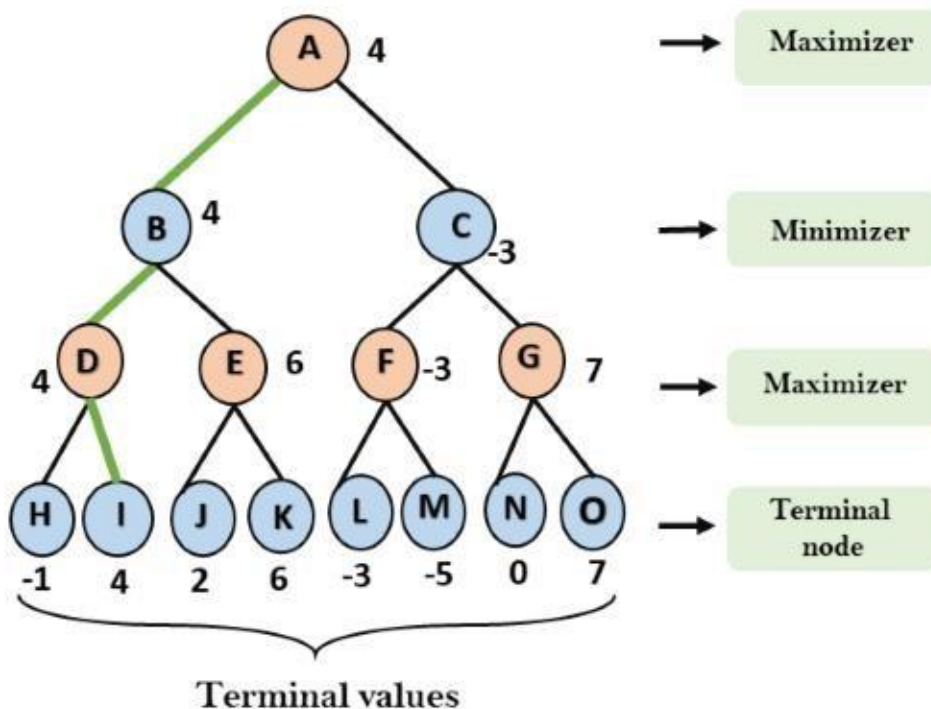 A 4 Maximizer
B 4 C -3 Minimizer
D 4 E 6 F -3 G 7 Maximizer
H I J K L M N O Terminal
node
-1 4 2 6 -3 -5 0 7
Terminal values